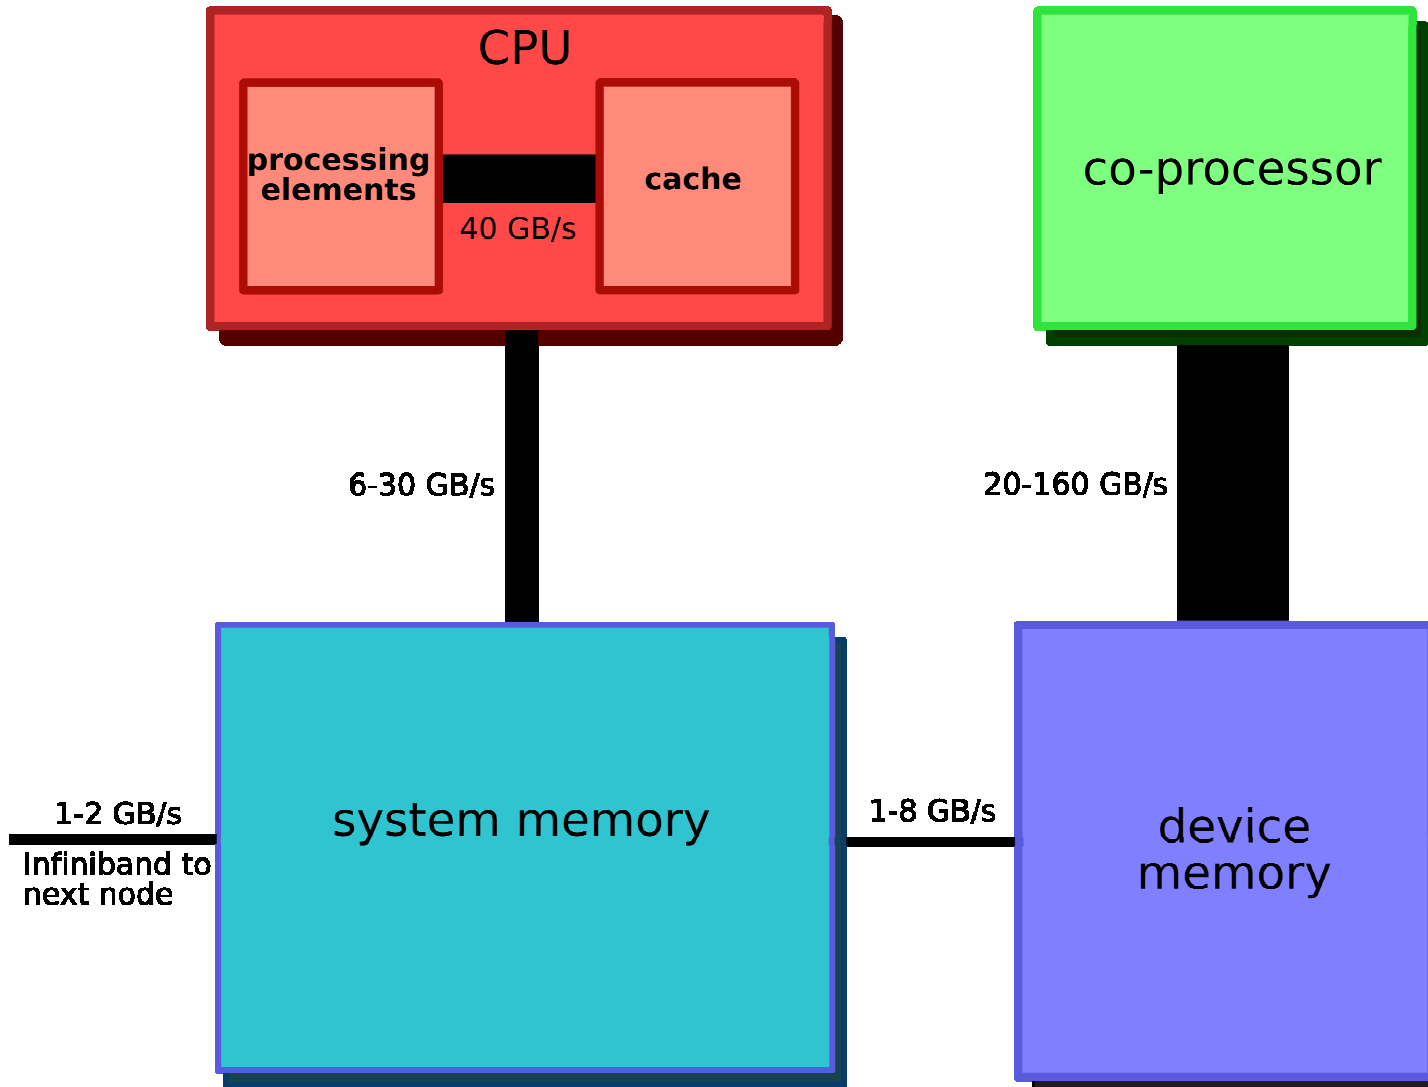 CPU
processing
elements
cache
40 GB/s
co-processor
6-30 GB/s
20-160 GB/s
1-2 GB/s
Infiniband to
next node
system memory
1-8 GB/s
device
memory